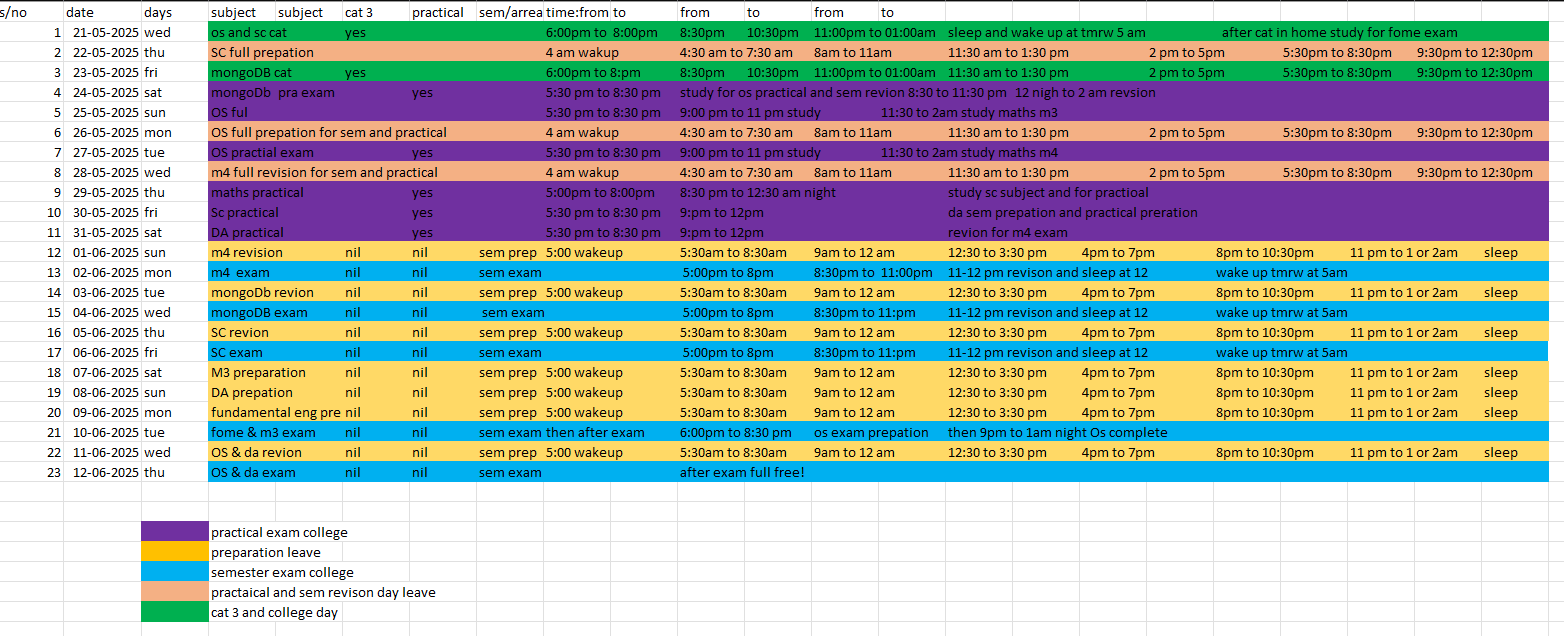 s/no date days subject subject cat 3 practical sem/arrea time:from to from to from to
1 21-05-2025 wed os and sc cat yes 6:00pm to 8:00pm 8:30pm 10:30pm 11:00pm to 01:00am sleep and wake up at tmrw 5 am after cat in home study for fome exam
2 22-05-2025 thu SC full prepation 4 am wakup 4:30 am to 7:30 am 8am to 11am 11:30 am to 1:30 pm 2 pm to 5pm 5:30pm to 8:30pm 9:30pm to 12:30pm
3 23-05-2025 fri mongoDB cat yes 6:00pm to 8:pm 8:30pm 10:30pm 11:00pm to 01:00am 11:30 am to 1:30 pm 2 pm to 5pm 5:30pm to 8:30pm 9:30pm to 12:30pm
4 24-05-2025 sat mongoDb pra exam yes 5:30 pm to 8:30 pm study for os practical and sem revion 8:30 to 11:30 pm 12 nigh to 2 am revsion
5 25-05-2025 sun OS ful 5:30 pm to 8:30 pm 9:00 pm to 11 pm study 11:30 to 2am study maths m3
6 26-05-2025 mon OS full prepation for sem and practical 4 am wakup 4:30 am to 7:30 am 8am to 11am 11:30 am to 1:30 pm 2 pm to 5pm 5:30pm to 8:30pm 9:30pm to 12:30pm
7 27-05-2025 tue OS practial exam yes 5:30 pm to 8:30 pm 9:00 pm to 11 pm study 11:30 to 2am study maths m4
8 28-05-2025 wed m4 full revision for sem and practical 4 am wakup 4:30 am to 7:30 am 8am to 11am 11:30 am to 1:30 pm 2 pm to 5pm 5:30pm to 8:30pm 9:30pm to 12:30pm
9 29-05-2025 thu maths practical yes 5:00pm to 8:00pm 8:30 pm to 12:30 am night study sc subject and for practioal
10 30-05-2025 fri Sc practical yes 5:30 pm to 8:30 pm 9:pm to 12pm da sem prepation and practical preration
11 31-05-2025 sat DA practical yes 5:30 pm to 8:30 pm 9:pm to 12pm revion for m4 exam
12 01-06-2025 sun m4 revision nil nil sem prep 5:00 wakeup 5:30am to 8:30am 9am to 12 am 12:30 to 3:30 pm 4pm to 7pm 8pm to 10:30pm 11 pm to 1 or 2am sleep
13 02-06-2025 mon m4 exam nil nil sem exam 5:00pm to 8pm 8:30pm to 11:00pm 11-12 pm revison and sleep at 12 wake up tmrw at 5am
14 03-06-2025 tue mongoDb revion nil nil sem prep 5:00 wakeup 5:30am to 8:30am 9am to 12 am 12:30 to 3:30 pm 4pm to 7pm 8pm to 10:30pm 11 pm to 1 or 2am sleep
15 04-06-2025 wed mongoDB exam nil nil sem exam 5:00pm to 8pm 8:30pm to 11:pm 11-12 pm revison and sleep at 12 wake up tmrw at 5am
16 05-06-2025 thu SC revion nil nil sem prep 5:00 wakeup 5:30am to 8:30am 9am to 12 am 12:30 to 3:30 pm 4pm to 7pm 8pm to 10:30pm 11 pm to 1 or 2am sleep
17 06-06-2025 fri SC exam nil nil sem exam 5:00pm to 8pm 8:30pm to 11:pm 11-12 pm revison and sleep at 12 wake up tmrw at 5am
18 07-06-2025 sat M3 preparation nil nil sem prep 5:00 wakeup 5:30am to 8:30am 9am to 12 am 12:30 to 3:30 pm 4pm to 7pm 8pm to 10:30pm 11 pm to 1 or 2am sleep
19 08-06-2025 sun DA prepation nil nil sem prep 5:00 wakeup 5:30am to 8:30am 9am to 12 am 12:30 to 3:30 pm 4pm to 7pm 8pm to 10:30pm 11 pm to 1 or 2am sleep
20 09-06-2025 mon fundamental eng pre nil nil sem prep 5:00 wakeup 5:30am to 8:30am 9am to 12 am 12:30 to 3:30 pm 4pm to 7pm 8pm to 10:30pm 11 pm to 1 or 2am sleep
21 10-06-2025 tue fome & m3 exam nil nil sem exam then after exam 6:00pm to 8:30 pm os exam prepation then 9pm to 1am night Os complete
22 11-06-2025 wed OS & da revion nil nil sem prep 5:00 wakeup 5:30am to 8:30am 9am to 12 am 12:30 to 3:30 pm 4pm to 7pm 8pm to 10:30pm 11 pm to 1 or 2am sleep
23 12-06-2025 thu OS & da exam nil nil sem exam after exam full free!
practical exam college
preparation leave
semester exam college
practaical and sem revison day leave
cat 3 and college day